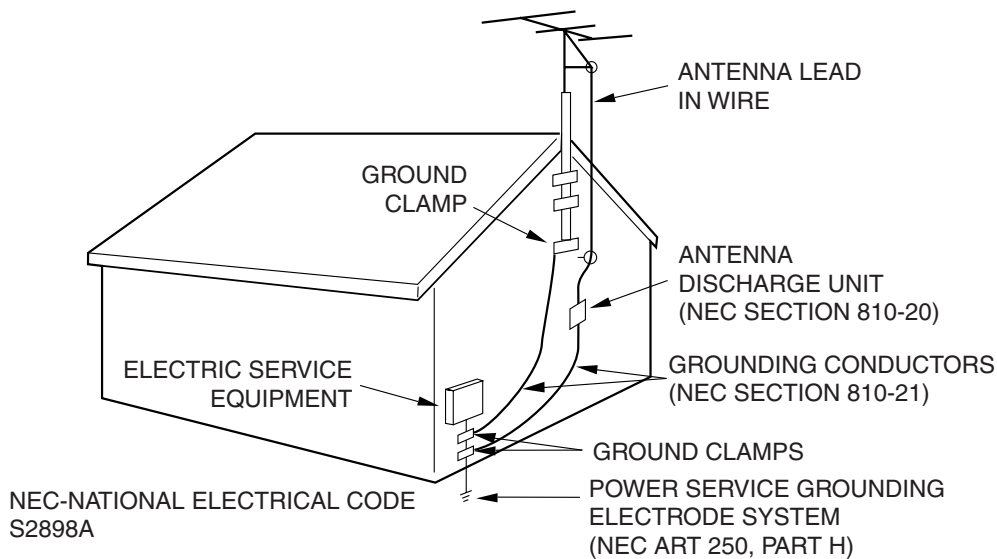 ANTENNA LEAD
IN WIRE
GROUND
CLAMP
ANTENNA
DISCHARGE UNIT
(NEC SECTION 810-20)
ELECTRIC SERVICE
EQUIPMENT
GROUNDING CONDUCTORS
(NEC SECTION 810-21)
GROUND CLAMPS
NEC-NATIONAL ELECTRICAL CODE
S2898A
POWER SERVICE GROUNDING
ELECTRODE SYSTEM
(NEC ART 250, PART H)